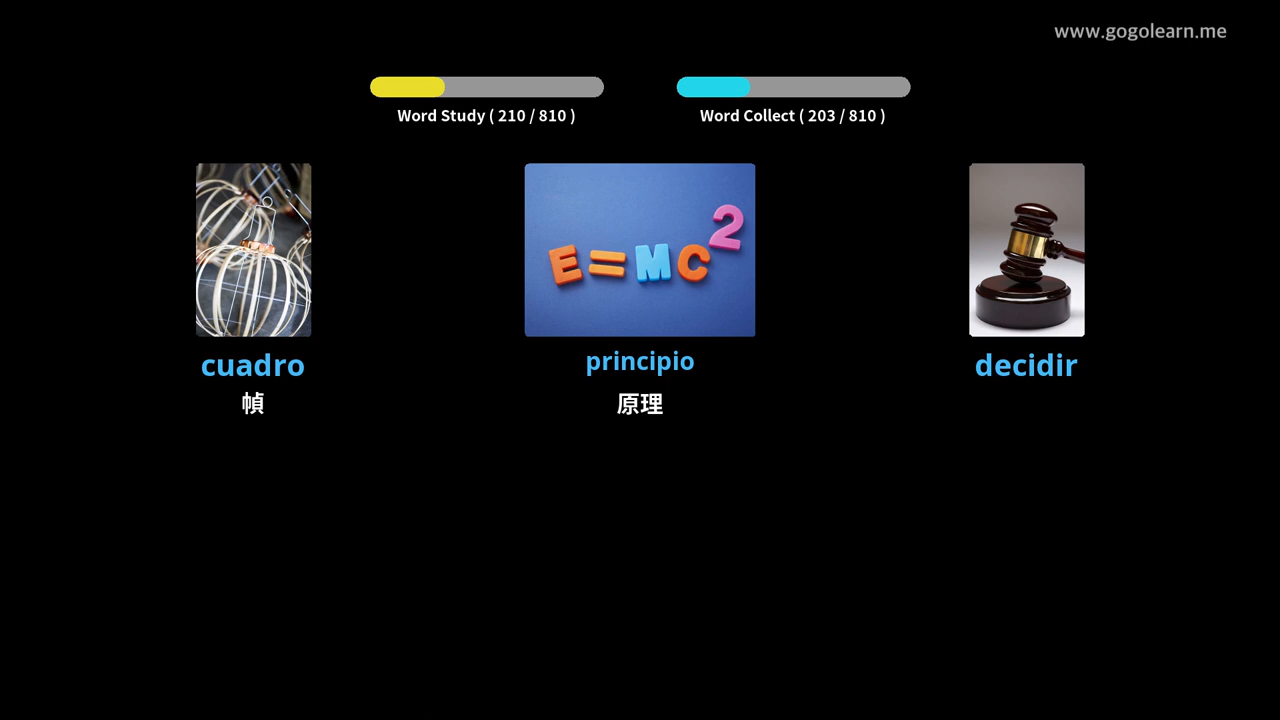 www.gogolearn.me
Word Study ( 210 / 810 )
Word Collect ( 203 / 810 )
E=MC2
cuadro
幀
principio
原理
decidir